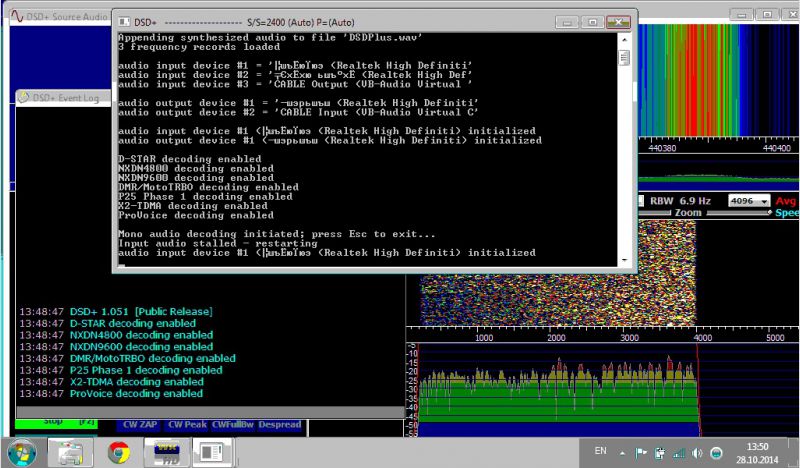 DSD+ Source Audio
DSD+ -------------------- S/S=2400 (Auto) P=(Auto)
Appending synthesized audio to file 'DSDPlus.wav'
3 frequency records loaded
audio input device #1 = '(Realtek High Definiti'
audio input device #2 = '(Realtek High Def'
audio input device #3 = 'CABLE Output (VB-Audio Virtual '
audio output device #1 = '(Realtek High Definiti'
audio output device #2 = 'CABLE Input (VB-Audio Virtual C'
audio input device #1 (Realtek High Definiti) initialized
audio output device #1 (Realtek High Definiti) initialized
D-STAR decoding enabled
NXDN4800 decoding enabled
NXDN9600 decoding enabled
DMR/MotoTRBO decoding enabled
P25 Phase 1 decoding enabled
X2-TDMA decoding enabled
ProVoice decoding enabled
Mono audio decoding initiated; press Esc to exit...
Input audio stalled - restarting
audio input device #1 (Realtek High Definiti) initialized
DSD+ Event Log
13:48:47 DSD+ 1.051 [Public Release]
13:48:47 D-STAR decoding enabled
13:48:47 NXDN4800 decoding enabled
13:48:47 NXDN9600 decoding enabled
13:48:47 DMR/MotoTRBO decoding enabled
13:48:47 P25 Phase 1 decoding enabled
13:48:47 X2-TDMA decoding enabled
13:48:47 ProVoice decoding enabled
440380 440400
RBW 6.9 Hz 4096 Avg
Zoom Spee
1000 2000 3000 4000 5000
-5
-10
-15
-20
-25
-30
-35
-40
-45
-50
-55
Stop [F2] CW ZAP CW Peak CWFullBw Despread
EN 13:50
28.10.2014